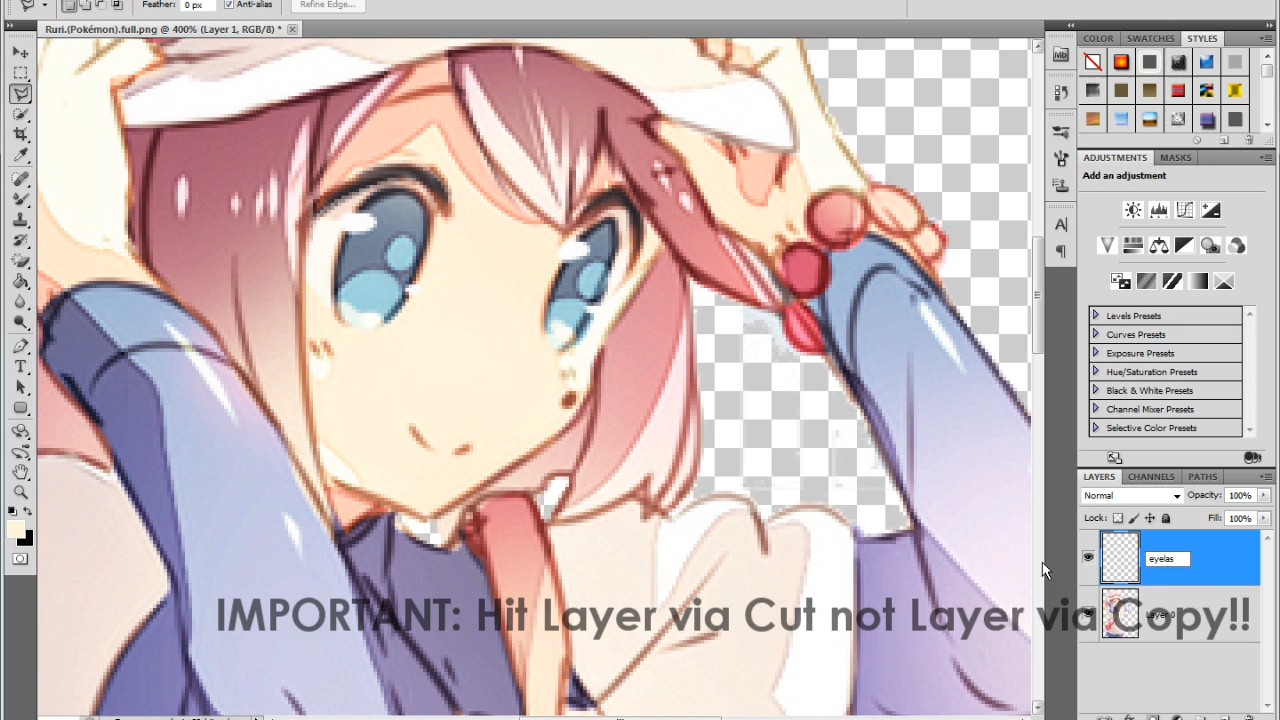 Feather: 0 px Anti-alias Refine Edge...
Ruri.(Pokémon).full.png @ 400% (Layer 1, RGB/8) *
COLOR SWATCHES STYLES
Mb
ADJUSTMENTS MASKS
Add an adjustment
Levels Presets
Curves Presets
Exposure Presets
Hue/Saturation Presets
Black & White Presets
Channel Mixer Presets
Selective Color Presets
LAYERS CHANNELS PATHS
Normal Opacity: 100%
Lock: Fill: 100%
eyelas
IMPORTANT: Hit Layer via Cut not Layer via Copy!!
Layer 0